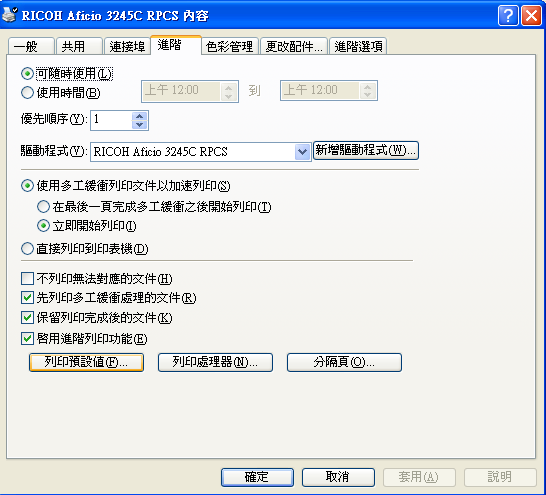 RICOH Aficio 3245C RPCS 內容
一般 共用 連接埠 進階 色彩管理 更改配件... 進階選項
可隨時使用(L)
使用時間(B) 上午 12:00 到 上午 12:00
優先順序(Y): 1
驅動程式(V): RICOH Aficio 3245C RPCS 新增驅動程式(W)...
使用多工緩衝列印文件以加速列印(S)
在最後一頁完成多工緩衝之後開始列印(T)
立即開始列印(I)
直接列印到印表機(D)
不列印無法對應的文件(H)
先列印多工緩衝處理的文件(R)
保留列印完成後的文件(K)
啟用進階列印功能(E)
列印預設值(F)... 列印處理器(N)... 分隔頁(O)...
確定 取消 套用(A) 說明